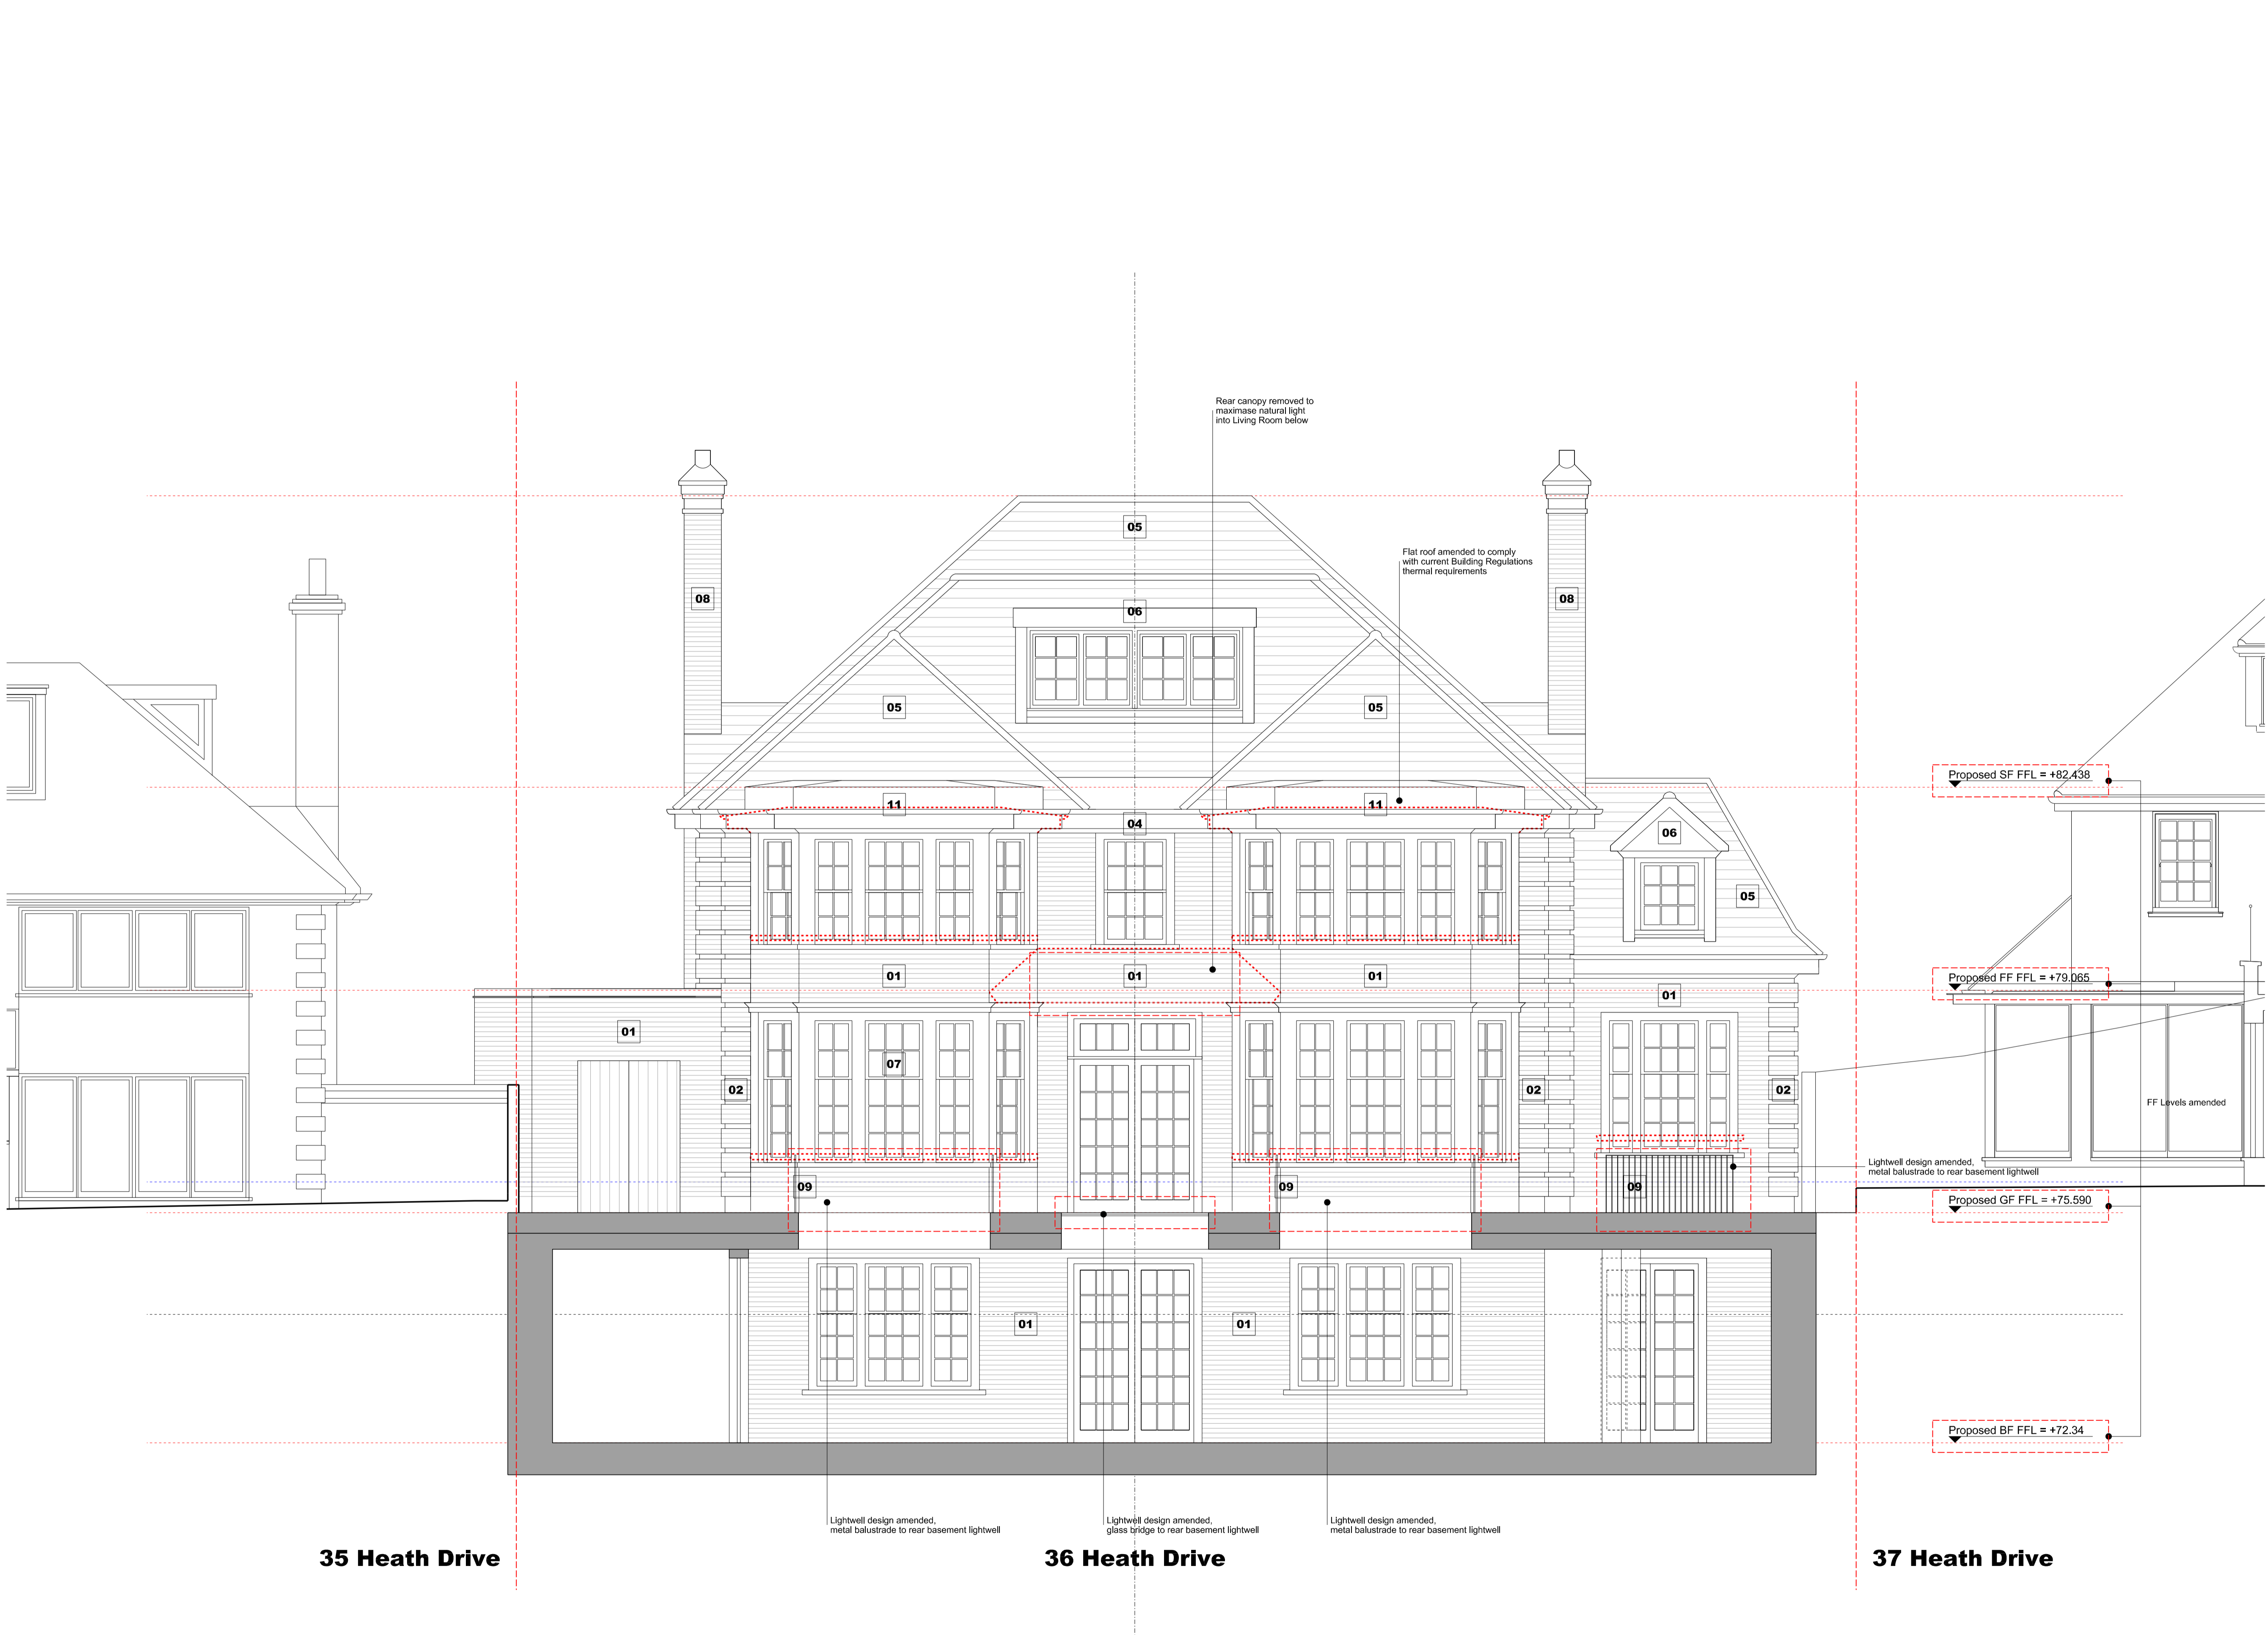 Rear canopy removed to
maximase natural light
into Living Room below
05
Flat roof amended to comply
with current Building Regulations
thermal requirements
08
06
08
05
05
Proposed SF FFL = +82.438
11
11
04
06
05
01
01
01
Proposed FF FFL = +79.065
01
01
07
02
02
02
FF Levels amended
Lightwell design amended,
metal balustrade to rear basement lightwell
09
09
09
Proposed GF FFL = +75.590
01
01
Proposed BF FFL = +72.34
Lightwell design amended,
metal balustrade to rear basement lightwell
Lightwell design amended,
glass bridge to rear basement lightwell
Lightwell design amended,
metal balustrade to rear basement lightwell
35 Heath Drive
36 Heath Drive
37 Heath Drive